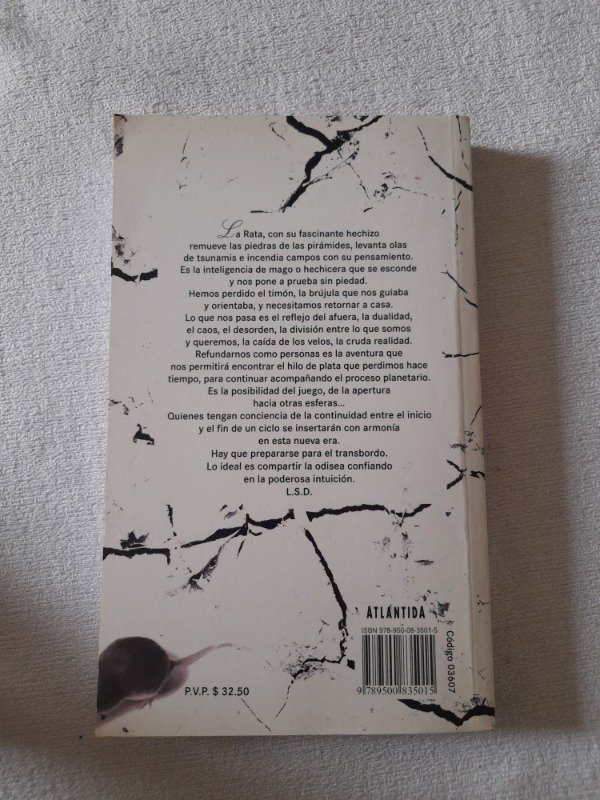 La Rata, con su fascinante hechizo
remueve las piedras de las pirámides, levanta olas
de tsunamis e incendia campos con su pensamiento.
Es la inteligencia de mago o hechicera que se esconde
y nos pone a prueba sin piedad.
Hemos perdido el timón, la brújula que nos guiaba
y orientaba, y necesitamos retornar a casa.
Lo que nos pasa es el reflejo del afuera, la dualidad,
el caos, el desorden, la división entre lo que somos
y queremos, la caída de los velos, la cruda realidad.
Refundarnos como personas es la aventura que
nos permitirá encontrar el hilo de plata que perdimos hace
tiempo, para continuar acompañando el proceso planetario.
Es la posibilidad del juego, de la apertura
hacia otras esferas...
Quienes tengan conciencia de la continuidad entre el inicio
y el fin de un ciclo se insertarán con armonía
en esta nueva era.
Hay que prepararse para el transbordo.
Lo ideal es compartir la odisea confiando
en la poderosa intuición.
L.S.D.
ATLÁNTIDA
ISBN 978-950-08-3501-5
9789500835015
Código 03607
P.V.P. $ 32.50